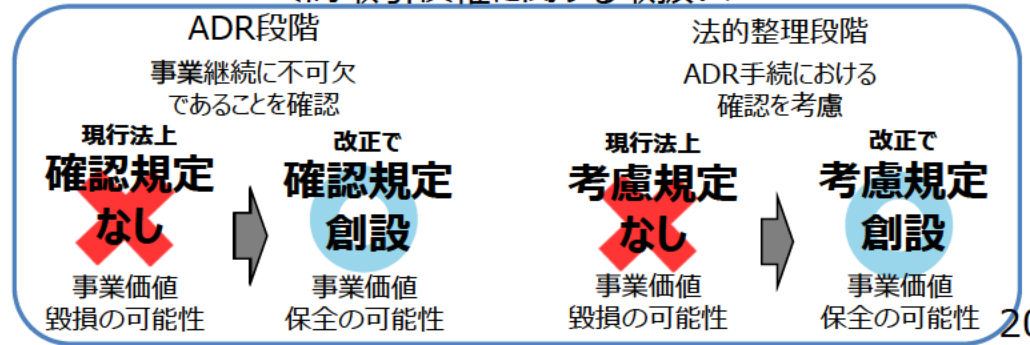 ADR段階
事業継続に不可欠
であることを確認
現行法上
確認規定
なし
事業価値
毀損の可能性
改正で
確認規定
創設
事業価値
保全の可能性
法的整理段階
ADR手続における
確認を考慮
現行法上
考慮規定
なし
事業価値
毀損の可能性
改正で
考慮規定
創設
事業価値
保全の可能性